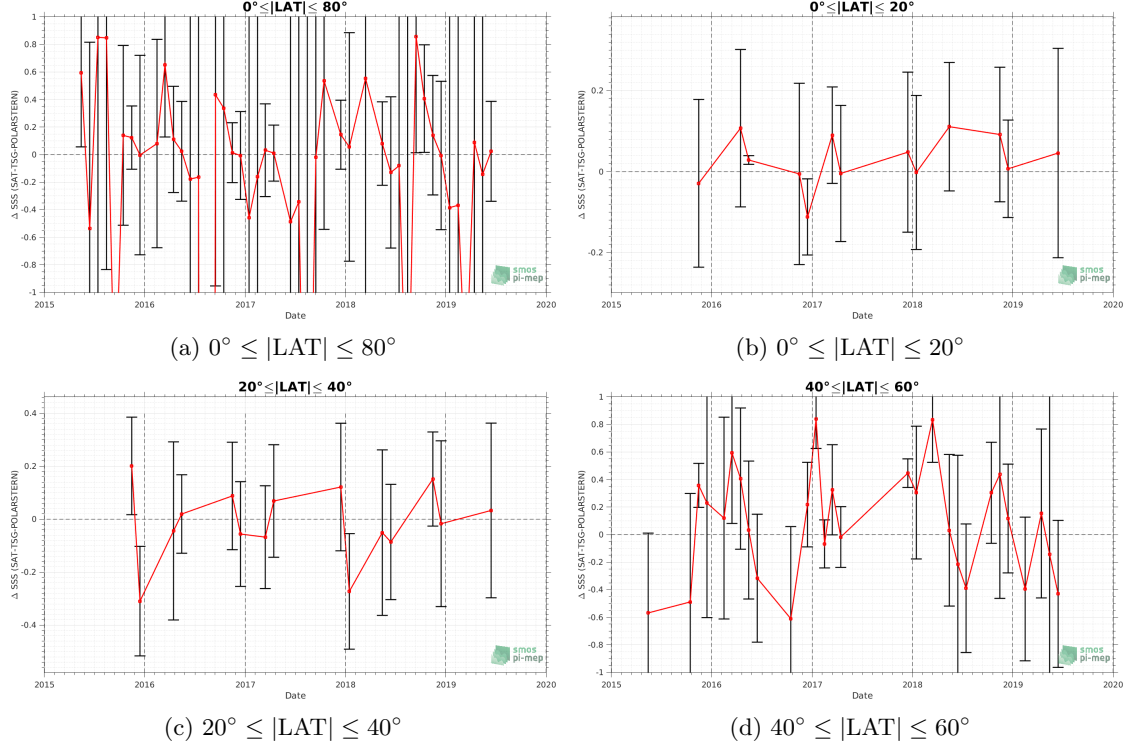 0°≤|LAT|≤ 80°
Δ SSS (SAT-TSG-POLARSTERN)
1
0.8
0.6
0.4
0.2
0
-0.2
-0.4
-0.6
-0.8
-1
2015 2016 2017 2018 2019 2020
Date
smos
pi-mep
(a) 0° ≤ |LAT| ≤ 80°
0°≤|LAT|≤ 20°
Δ SSS (SAT-TSG-POLARSTERN)
0.2
0
-0.2
2015 2016 2017 2018 2019 2020
Date
smos
pi-mep
(b) 0° ≤ |LAT| ≤ 20°
20°≤|LAT|≤ 40°
Δ SSS (SAT-TSG-POLARSTERN)
0.4
0.2
0
-0.2
-0.4
2015 2016 2017 2018 2019 2020
Date
smos
pi-mep
(c) 20° ≤ |LAT| ≤ 40°
40°≤|LAT|≤ 60°
Δ SSS (SAT-TSG-POLARSTERN)
1
0.8
0.6
0.4
0.2
0
-0.2
-0.4
-0.6
-0.8
-1
2015 2016 2017 2018 2019 2020
Date
smos
pi-mep
(d) 40° ≤ |LAT| ≤ 60°